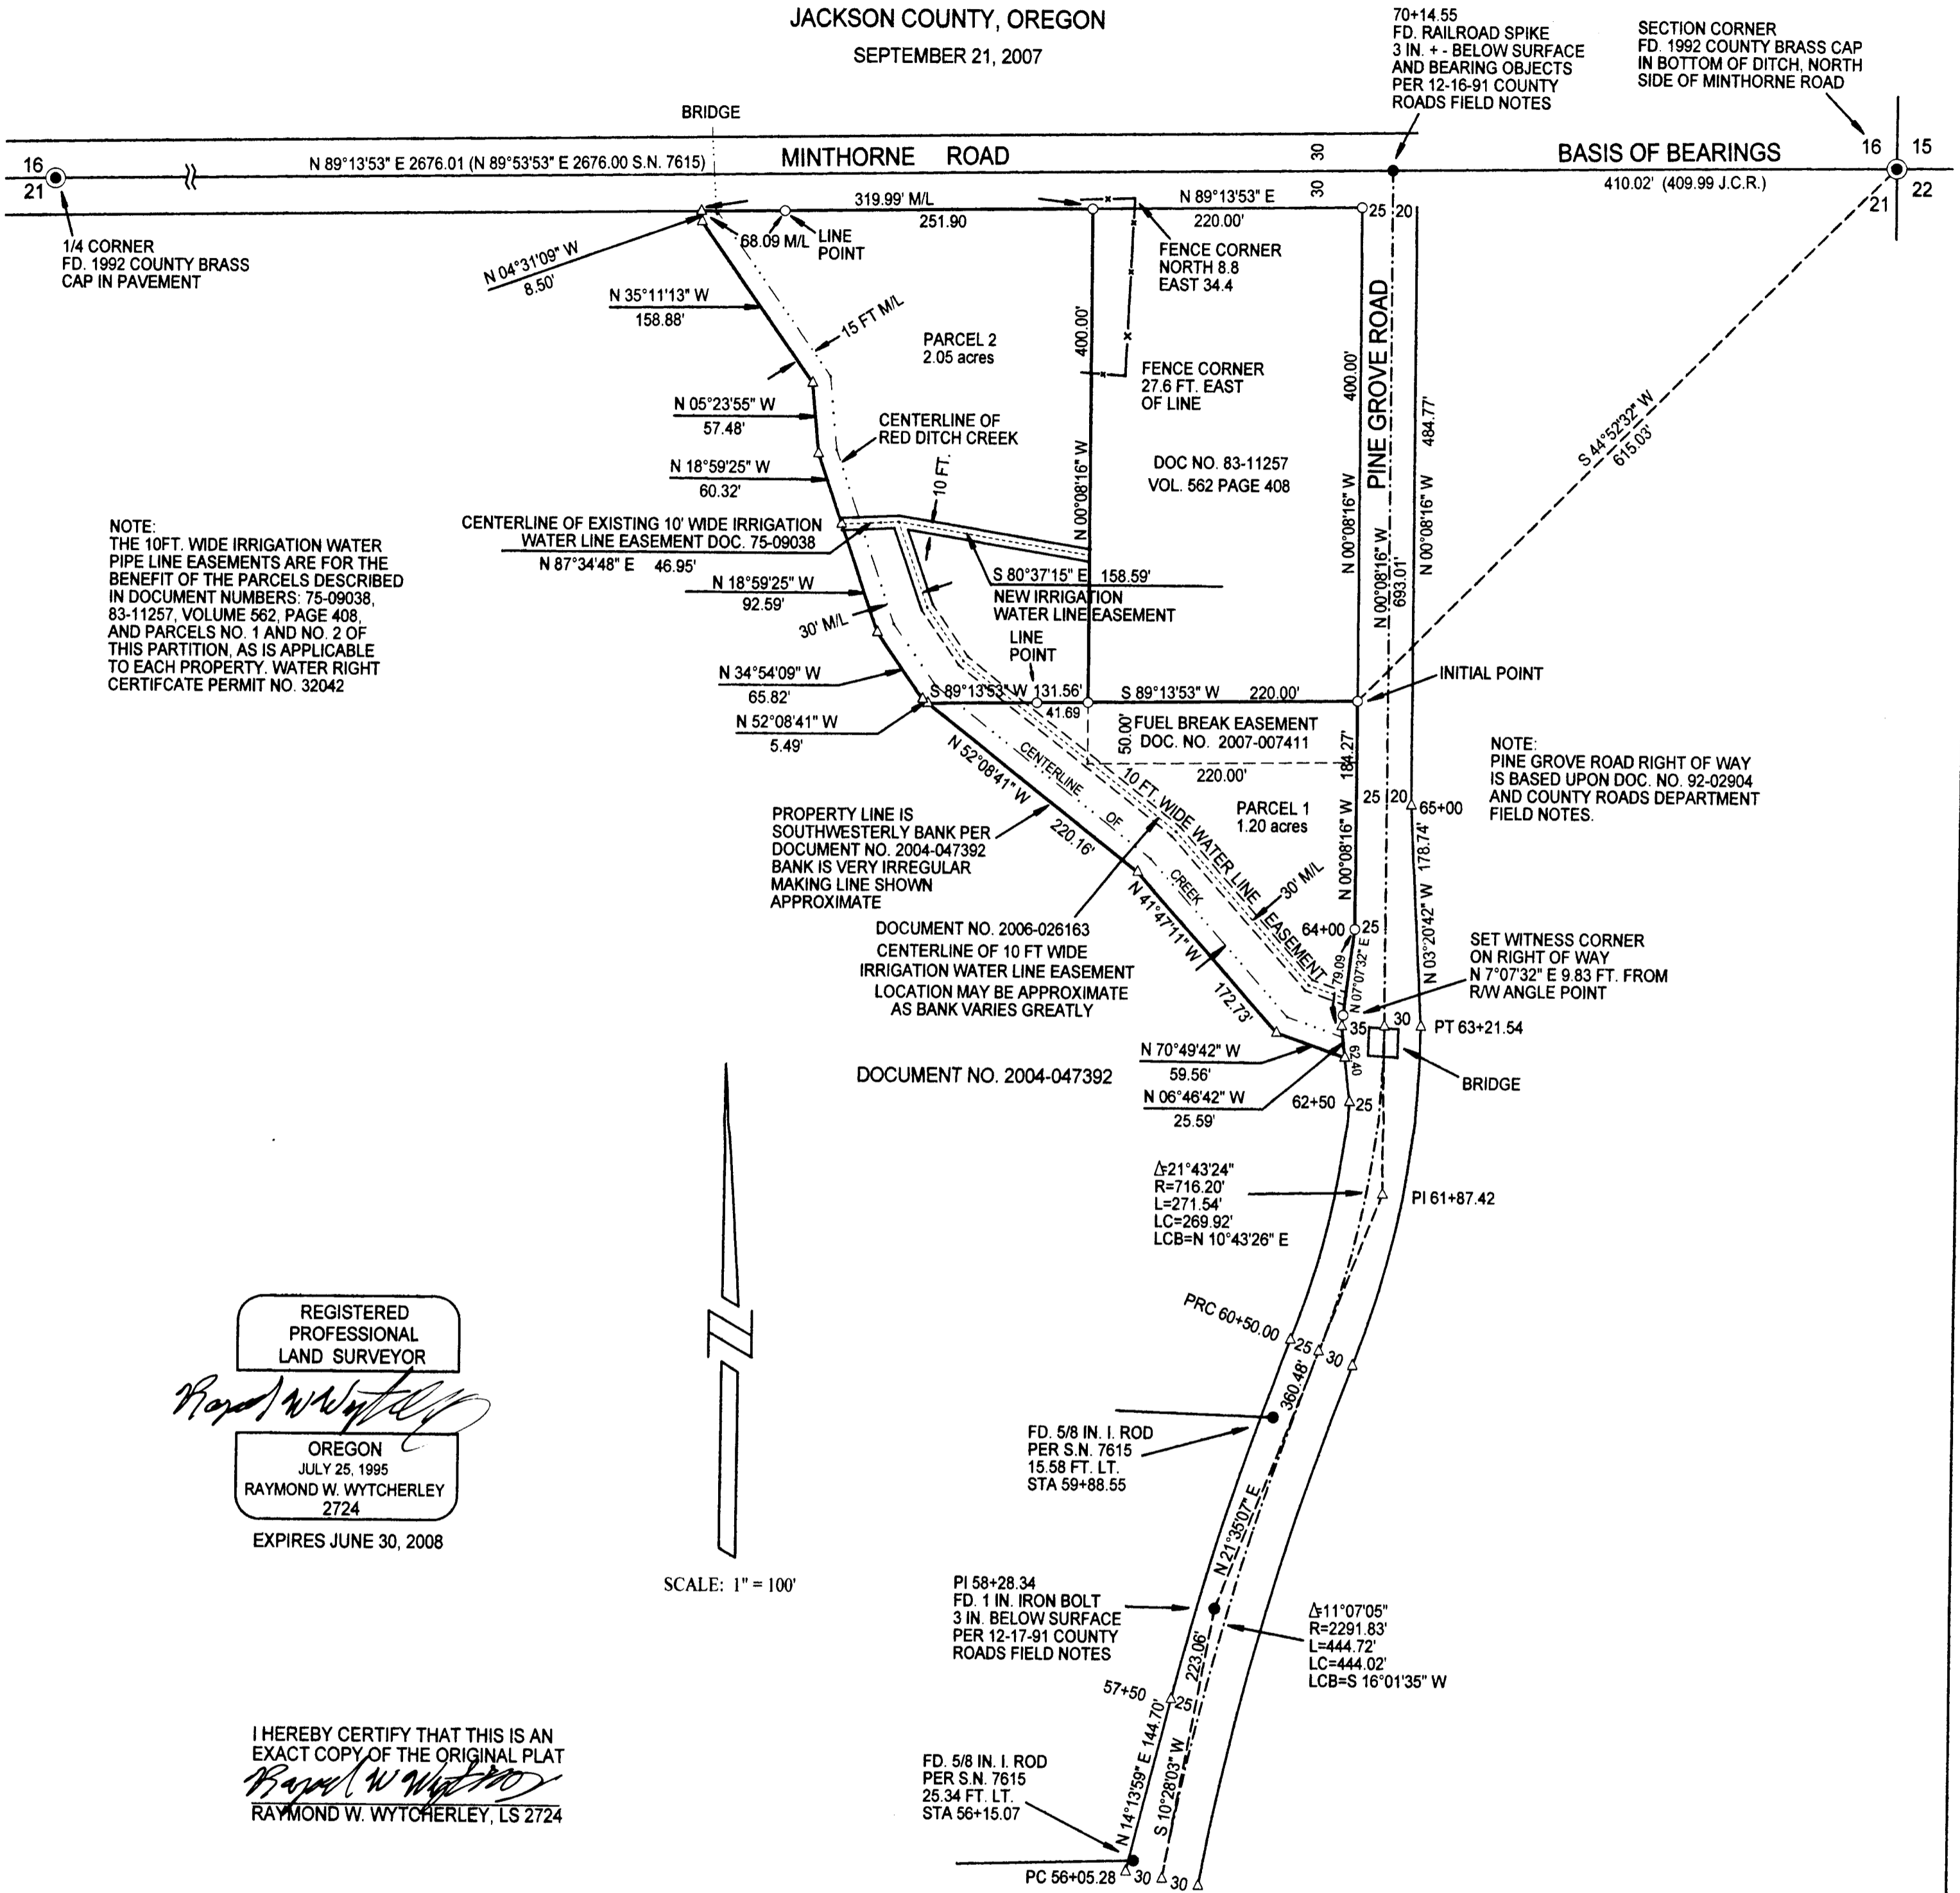 JACKSON COUNTY, OREGON
SEPTEMBER 21, 2007
70+14.55
FD. RAILROAD SPIKE
3 IN. + - BELOW SURFACE
AND BEARING OBJECTS
PER 12-16-91 COUNTY
ROADS FIELD NOTES
SECTION CORNER
FD. 1992 COUNTY BRASS CAP
IN BOTTOM OF DITCH, NORTH
SIDE OF MINTHORNE ROAD
BRIDGE
16
21
N 89°13'53" E 2676.01 (N 89°53'53" E 2676.00 S.N. 7615)
MINTHORNE ROAD
30
30
BASIS OF BEARINGS
410.02' (409.99 J.C.R.)
16
15
21
22
1/4 CORNER
FD. 1992 COUNTY BRASS
CAP IN PAVEMENT
319.99' M/L
251.90
N 89°13'53" E
220.00'
25
20
68.09 M/L
LINE
POINT
N 04°31'09" W
8.50'
FENCE CORNER
NORTH 8.8
EAST 34.4
N 35°11'13" W
158.88'
15 FT M/L
PARCEL 2
2.05 acres
400.00'
N 00°08'16" W
FENCE CORNER
27.6 FT. EAST
OF LINE
400.00'
N 00°08'16" W
PINE GROVE ROAD
N 00°08'16" W
693.01'
484.77'
N 00°08'16" W
S 44°52'32" W
615.03'
N 05°23'55" W
57.48'
CENTERLINE OF
RED DITCH CREEK
N 18°59'25" W
60.32'
10 FT.
DOC NO. 83-11257
VOL. 562 PAGE 408
NOTE:
THE 10FT. WIDE IRRIGATION WATER
PIPE LINE EASEMENTS ARE FOR THE
BENEFIT OF THE PARCELS DESCRIBED
IN DOCUMENT NUMBERS: 75-09038,
83-11257, VOLUME 562, PAGE 408,
AND PARCELS NO. 1 AND NO. 2 OF
THIS PARTITION, AS IS APPLICABLE
TO EACH PROPERTY. WATER RIGHT
CERTIFCATE PERMIT NO. 32042
CENTERLINE OF EXISTING 10' WIDE IRRIGATION
WATER LINE EASEMENT DOC. 75-09038
N 87°34'48" E 46.95'
S 80°37'15" E 158.59'
NEW IRRIGATION
WATER LINE EASEMENT
N 18°59'25" W
92.59'
30' M/L
LINE
POINT
N 34°54'09" W
65.82'
S 89°13'53" W 131.56'
41.69
S 89°13'53" W 220.00'
INITIAL POINT
N 52°08'41" W
5.49'
50.00'
FUEL BREAK EASEMENT
DOC. NO. 2007-007411
220.00'
184.27'
N 00°08'16" W
NOTE:
PINE GROVE ROAD RIGHT OF WAY
IS BASED UPON DOC. NO. 92-02904
AND COUNTY ROADS DEPARTMENT
FIELD NOTES.
N 52°08'41" W
220.16'
CENTERLINE OF CREEK
10 FT. WIDE WATER LINE EASEMENT
PARCEL 1
1.20 acres
25
20
65+00
PROPERTY LINE IS
SOUTHWESTERLY BANK PER
DOCUMENT NO. 2004-047392
BANK IS VERY IRREGULAR
MAKING LINE SHOWN
APPROXIMATE
30' M/L
N 03°20'42" W 178.74'
N 41°47'11" W
172.73'
DOCUMENT NO. 2006-026163
CENTERLINE OF 10 FT WIDE
IRRIGATION WATER LINE EASEMENT
LOCATION MAY BE APPROXIMATE
AS BANK VARIES GREATLY
64+00
25
79.09
N 07°07'32" E
SET WITNESS CORNER
ON RIGHT OF WAY
N 7°07'32" E 9.83 FT. FROM
R/W ANGLE POINT
35
30
PT 63+21.54
62.40
BRIDGE
N 70°49'42" W
59.56'
DOCUMENT NO. 2004-047392
N 06°46'42" W
25.59'
62+50
25
Δ=21°43'24"
R=716.20'
L=271.54'
LC=269.92'
LCB=N 10°43'26" E
PI 61+87.42
PRC 60+50.00
25
30
360.48'
N 21°35'07" E
REGISTERED
PROFESSIONAL
LAND SURVEYOR
OREGON
JULY 25, 1995
RAYMOND W. WYTCHERLEY
2724
EXPIRES JUNE 30, 2008
FD. 5/8 IN. I. ROD
PER S.N. 7615
15.58 FT. LT.
STA 59+88.55
SCALE: 1" = 100'
PI 58+28.34
FD. 1 IN. IRON BOLT
3 IN. BELOW SURFACE
PER 12-17-91 COUNTY
ROADS FIELD NOTES
Δ=11°07'05"
R=2291.83'
L=444.72'
LC=444.02'
LCB=S 16°01'35" W
223.06'
S 10°28'03" W
57+50
25
N 14°13'59" E 144.70'
I HEREBY CERTIFY THAT THIS IS AN
EXACT COPY OF THE ORIGINAL PLAT
RAYMOND W. WYTCHERLEY, LS 2724
FD. 5/8 IN. I. ROD
PER S.N. 7615
25.34 FT. LT.
STA 56+15.07
PC 56+05.28
30
30